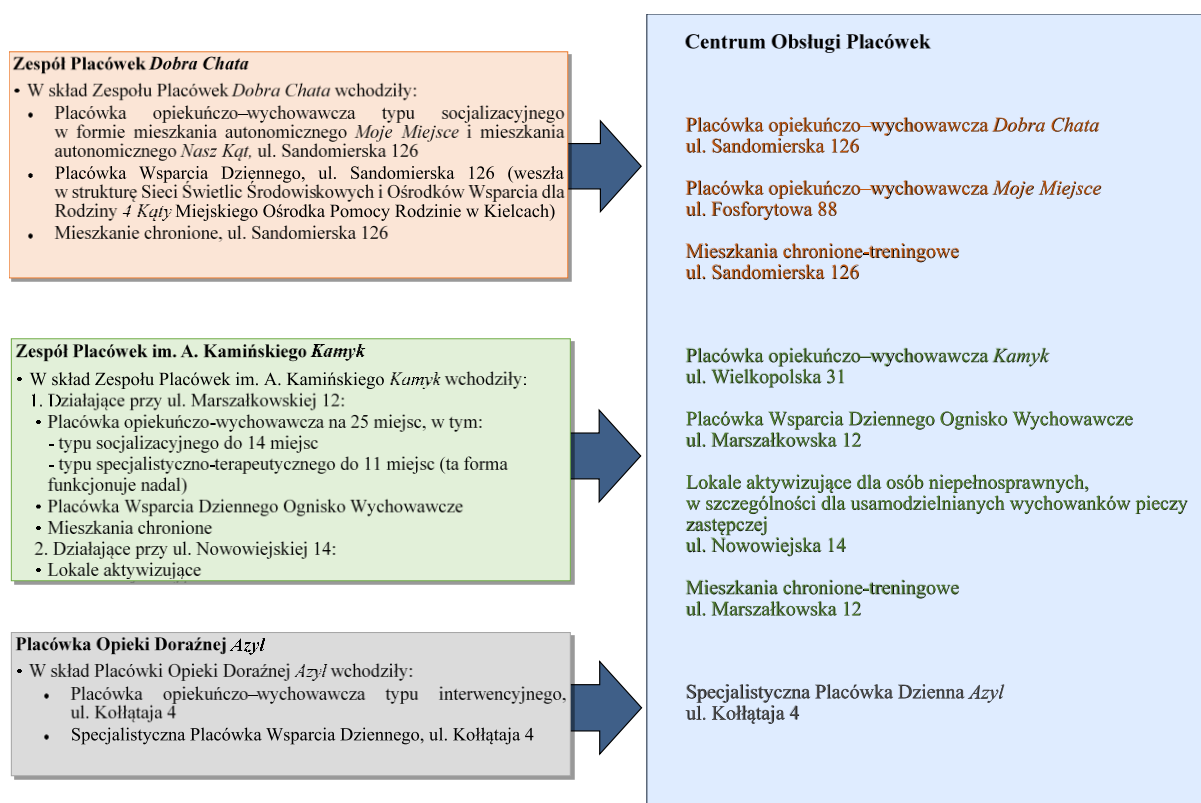 Zespół Placówek Dobra Chata
• W skład Zespołu Placówek Dobra Chata wchodziły:
• Placówka opiekuńczo–wychowawcza typu socjalizacyjnego
w formie mieszkania autonomicznego Moje Miejsce i mieszkania
autonomicznego Nasz Kąt, ul. Sandomierska 126
• Placówka Wsparcia Dziennego, ul. Sandomierska 126 (weszła
w strukturę Sieci Świetlic Środowiskowych i Ośrodków Wsparcia dla
Rodziny 4 Kąty Miejskiego Ośrodka Pomocy Rodzinie w Kielcach)
• Mieszkanie chronione, ul. Sandomierska 126
Zespół Placówek im. A. Kamińskiego Kamyk
• W skład Zespołu Placówek im. A. Kamińskiego Kamyk wchodziły:
1. Działające przy ul. Marszałkowskiej 12:
• Placówka opiekuńczo-wychowawcza na 25 miejsc, w tym:
- typu socjalizacyjnego do 14 miejsc
- typu specjalistyczno-terapeutycznego do 11 miejsc (ta forma
funkcjonuje nadal)
• Placówka Wsparcia Dziennego Ognisko Wychowawcze
• Mieszkania chronione
2. Działające przy ul. Nowowiejskiej 14:
• Lokale aktywizujące
Placówka Opieki Doraźnej Azyl
• W skład Placówki Opieki Doraźnej Azyl wchodziły:
• Placówka opiekuńczo–wychowawcza typu interwencyjnego,
ul. Kołłątaja 4
• Specjalistyczna Placówka Wsparcia Dziennego, ul. Kołłątaja 4
Centrum Obsługi Placówek
Placówka opiekuńczo–wychowawcza Dobra Chata
ul. Sandomierska 126
Placówka opiekuńczo–wychowawcza Moje Miejsce
ul. Fosforytowa 88
Mieszkania chronione-treningowe
ul. Sandomierska 126
Placówka opiekuńczo–wychowawcza Kamyk
ul. Wielkopolska 31
Placówka Wsparcia Dziennego Ognisko Wychowawcze
ul. Marszałkowska 12
Lokale aktywizujące dla osób niepełnosprawnych,
w szczególności dla usamodzielnianych wychowanków pieczy
zastępczej
ul. Nowowiejska 14
Mieszkania chronione-treningowe
ul. Marszałkowska 12
Specjalistyczna Placówka Dzienna Azyl
ul. Kołłątaja 4